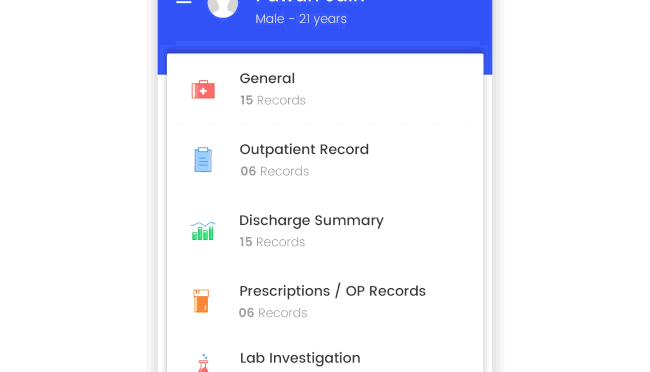 Male - 21 years
General
15 Records
Outpatient Record
06 Records
Discharge Summary
15 Records
Prescriptions / OP Records
06 Records
Lab Investigation